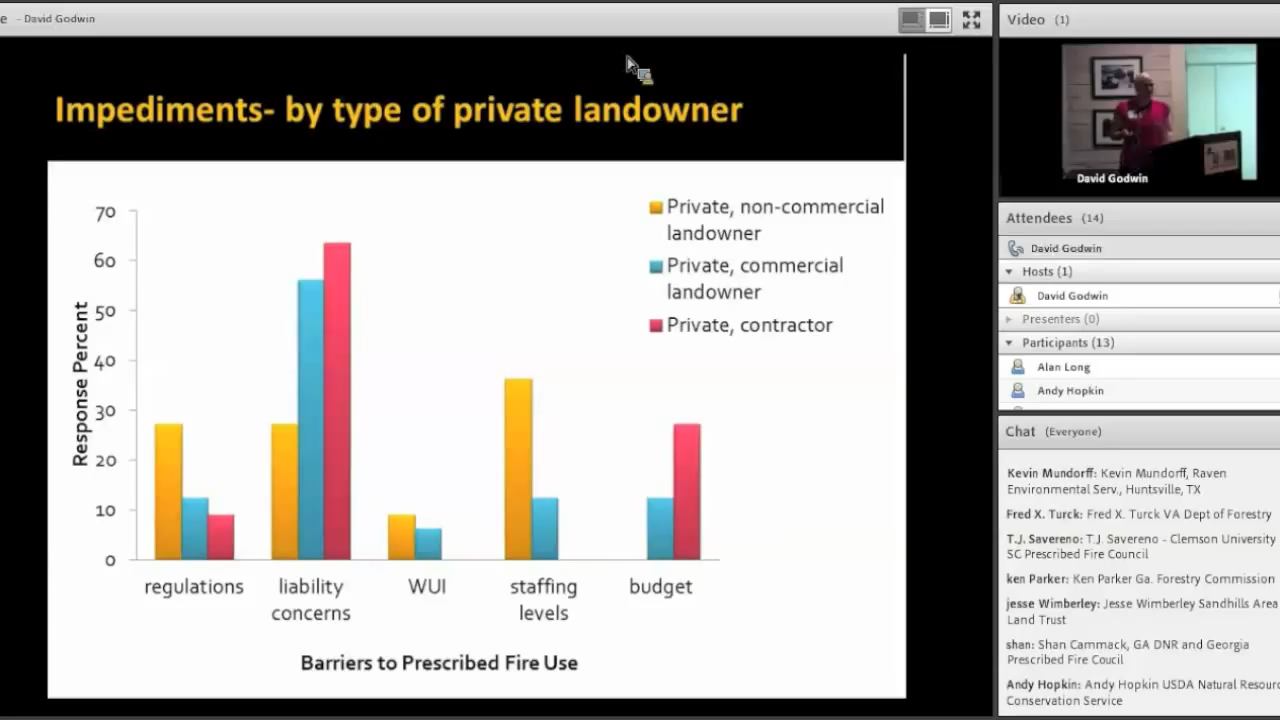 e - David Godwin
Impediments- by type of private landowner
70
60
50
40
30
20
10
0
Response Percent
Private, non-commercial
landowner
Private, commercial
landowner
Private, contractor
regulations
liability
concerns
WUI
staffing
levels
budget
Barriers to Prescribed Fire Use
Video (1)
David Godwin
Attendees (14)
David Godwin
Hosts (1)
David Godwin
Presenters (0)
Participants (13)
Alan Long
Andy Hopkin
Chat (Everyone)
Kevin Mundorff: Kevin Mundorff, Raven
Environmental Serv., Huntsville, TX
Fred X. Turck: Fred X. Turck VA Dept of Forestry
T.J. Savereno: T.J. Savereno - Clemson University
SC Prescribed Fire Council
ken Parker: Ken Parker Ga. Forestry Commission
jesse Wimberley: Jesse Wimberley Sandhills Area
Land Trust
shan: Shan Cammack, GA DNR and Georgia
Prescribed Fire Coucil
Andy Hopkin: Andy Hopkin USDA Natural Resourc
Conservation Service